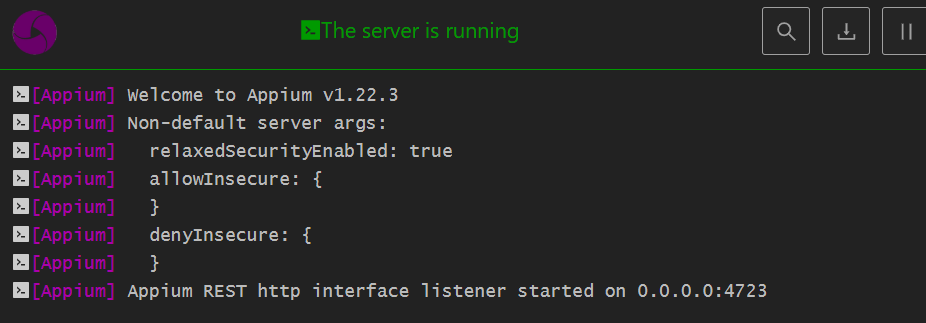 The server is running
[Appium] Welcome to Appium v1.22.3
[Appium] Non-default server args:
[Appium]   relaxedSecurityEnabled: true
[Appium]   allowInsecure: {
[Appium]   }
[Appium]   denyInsecure: {
[Appium]   }
[Appium] Appium REST http interface listener started on 0.0.0.0:4723